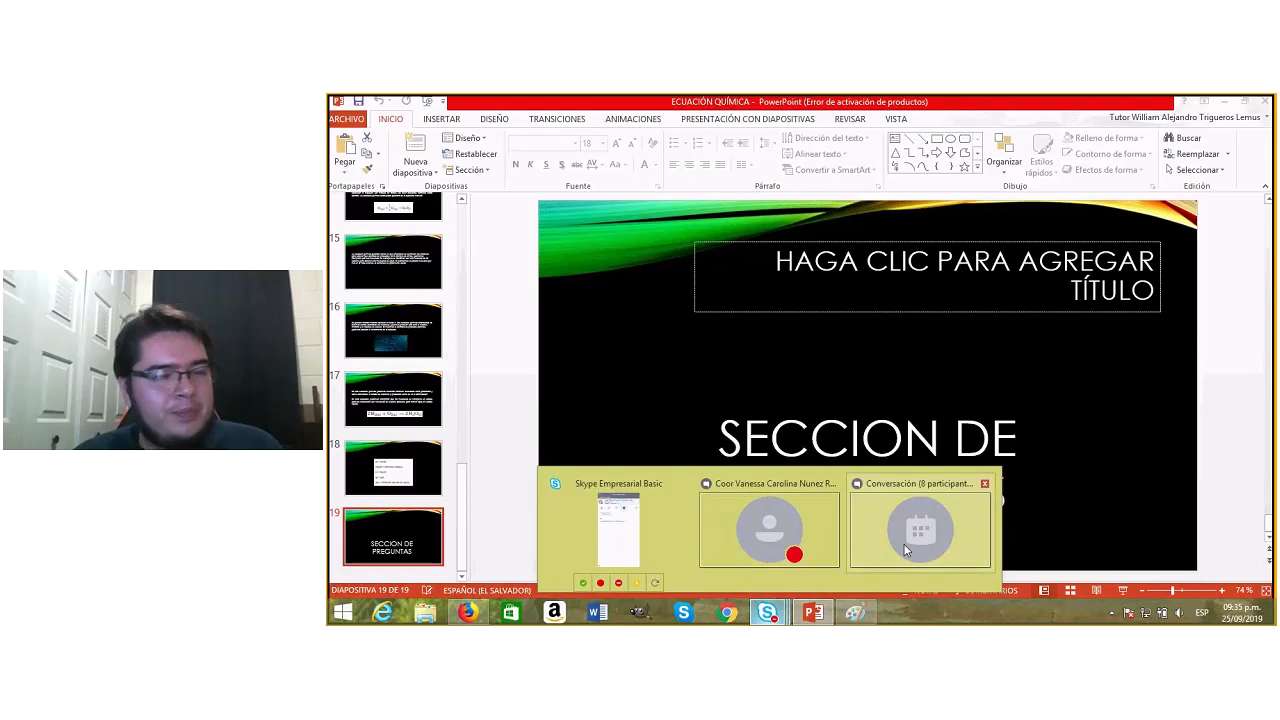 ECUACIÓN QUÍMICA - PowerPoint (Error de activación de productos)
ARCHIVO INICIO INSERTAR DISEÑO TRANSICIONES ANIMACIONES PRESENTACIÓN CON DIAPOSITIVAS REVISAR VISTA Tutor William Alejandro Trigueros Lemus
Pegar
Nueva
diapositiva
Diseño
Restablecer
Sección
18
N K S S abc AV Aa A
Dirección del texto
Alinear texto
Convertir a SmartArt
Organizar
Estilos
rápidos
Relleno de forma
Contorno de forma
Efectos de forma
Buscar
Reemplazar
Seleccionar
Portapapeles Diapositivas Fuente Párrafo Dibujo Edición
15
16
17
18
19
SECCION DE
PREGUNTAS
HAGA CLIC PARA AGREGAR
TÍTULO
SECCION DE
Skype Empresarial Basic
Coor Vanessa Carolina Nunez R...
Conversación (8 participant...
DIAPOSITIVA 19 DE 19 ESPAÑOL (EL SALVADOR) 74 %
ESP
09:35 p.m.
25/09/2019